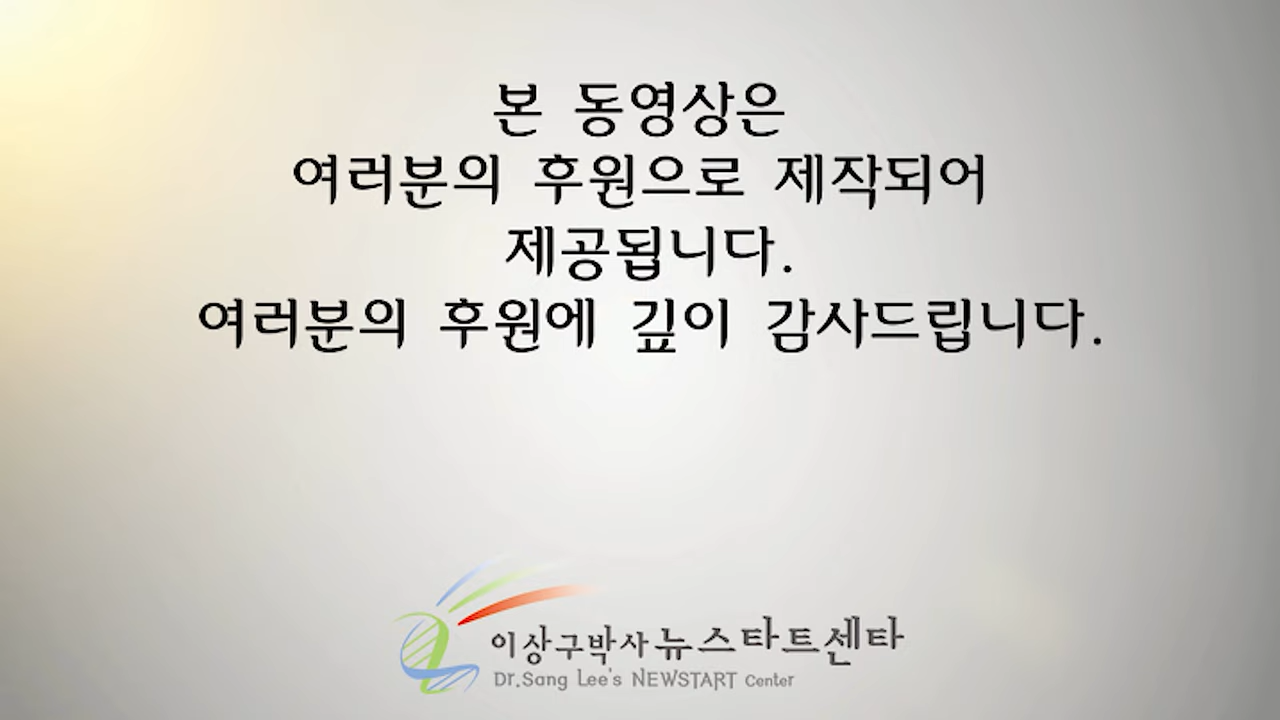 본 동영상은
여러분의 후원으로 제작되어
제공됩니다.
여러분의 후원에 깊이 감사드립니다.
이상구박사 뉴스타트센타
Dr.Sang Lee's NEWSTART Center